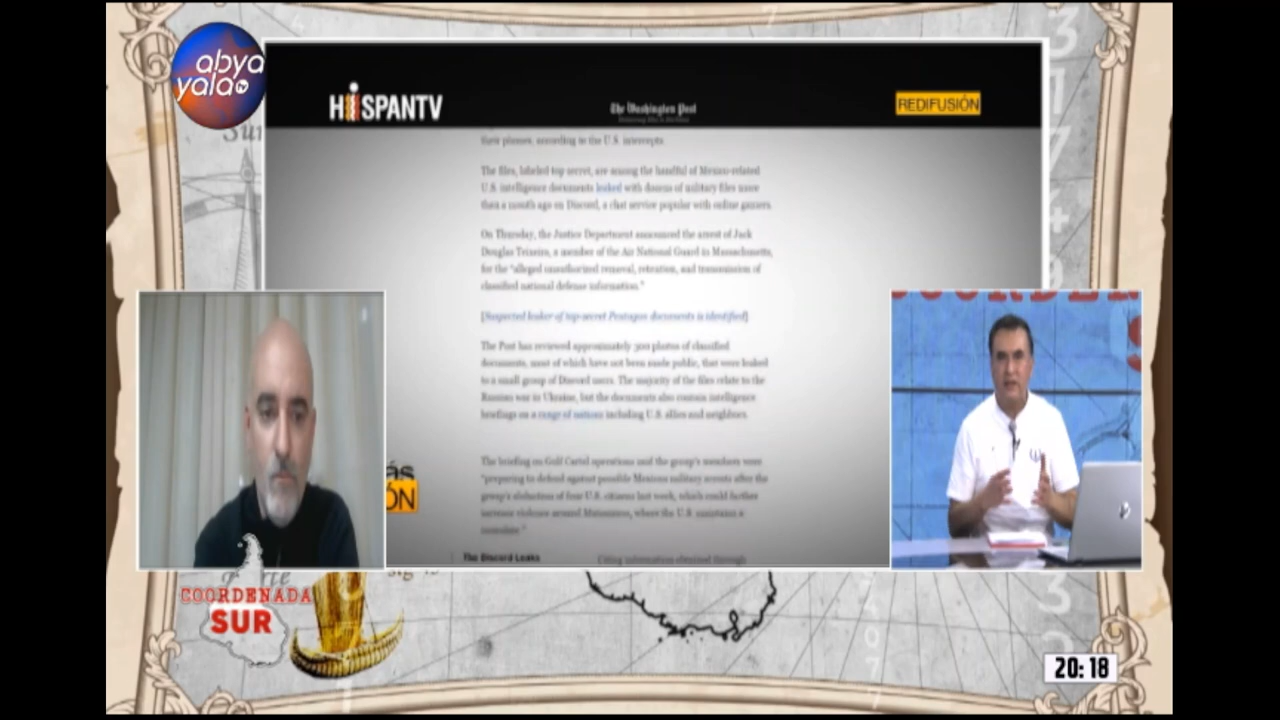 abya
yala tv
HISPANTV
The Washington Post
REDIFUSIÓN
their phones, according to the U.S. intercepts.
The files, labeled top secret, are among the handful of Mexico-related
U.S. intelligence documents leaked with dozens of military files more
than a month ago on Discord, a chat service popular with online gamers.
On Thursday, the Justice Department announced the arrest of Jack
Douglas Teixeira, a member of the Air National Guard in Massachusetts,
for the "alleged unauthorized removal, retention, and transmission of
classified national defense information."
[Suspected leaker of top-secret Pentagon documents is identified]
The Post has reviewed approximately 300 photos of classified
documents, most of which have not been made public, that were leaked
to a small group of Discord users. The majority of the files relate to the
Russian war in Ukraine, but the documents also contain intelligence
briefings on a range of nations including U.S. allies and neighbors.
The briefing on Gulf Cartel operations said the group's members were
"preparing to defend against possible Mexican military arrests after the
group's abduction of four U.S. citizens last week, which could further
increase violence around Matamoros, where the U.S. maintains a
consulate."
The Discord Leaks
Citing information obtained through
ás
ÓN
COORDENADA
SUR
20:18